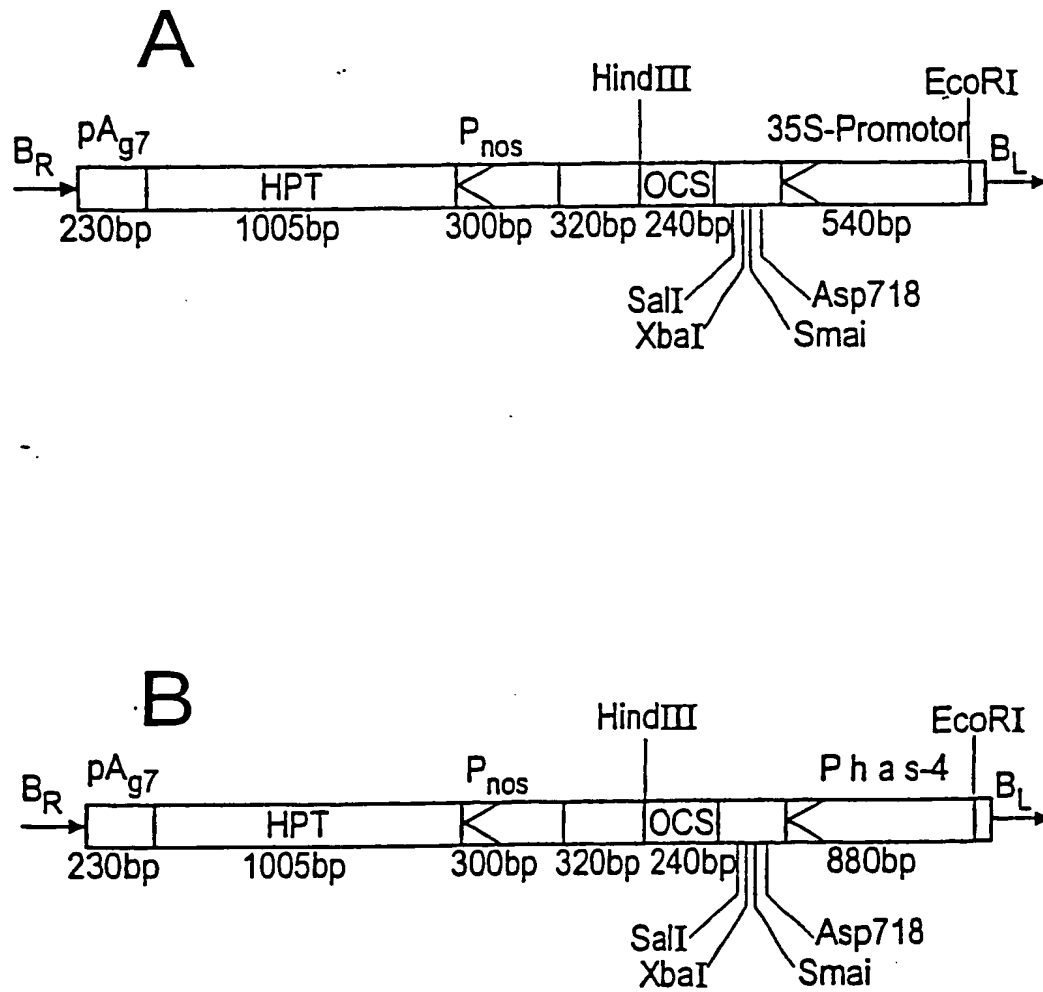 A
HindIII
EcoRI
pAg7
Pnos
35S-Promotor
BR
BL
HPT
OCS
230bp
1005bp
300bp
320bp
240bp
540bp
SalI
Asp718
XbaI
Smai
B
HindIII
EcoRI
pAg7
Pnos
P h a s-4
BR
BL
HPT
OCS
230bp
1005bp
300bp
320bp
240bp
880bp
SalI
Asp718
XbaI
Smai